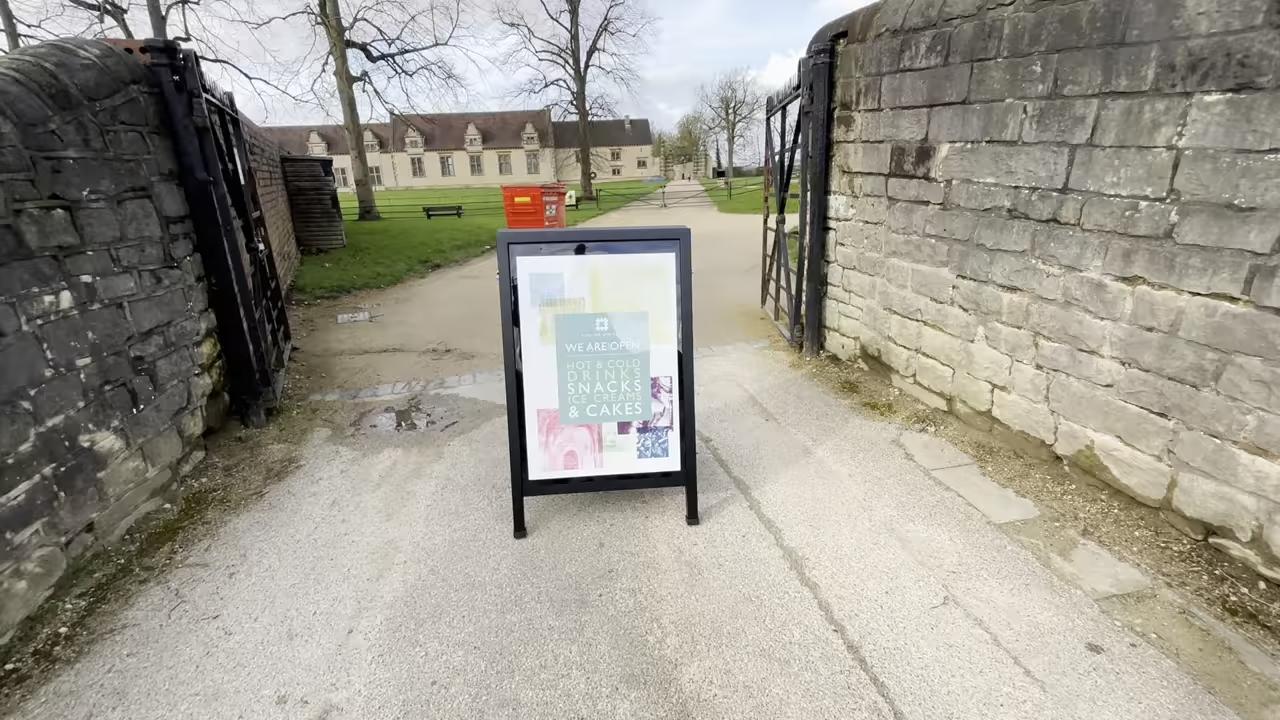 WE ARE OPEN
HOT & COLD
DRINKS
SNACKS
ICE CREAMS
& CAKES